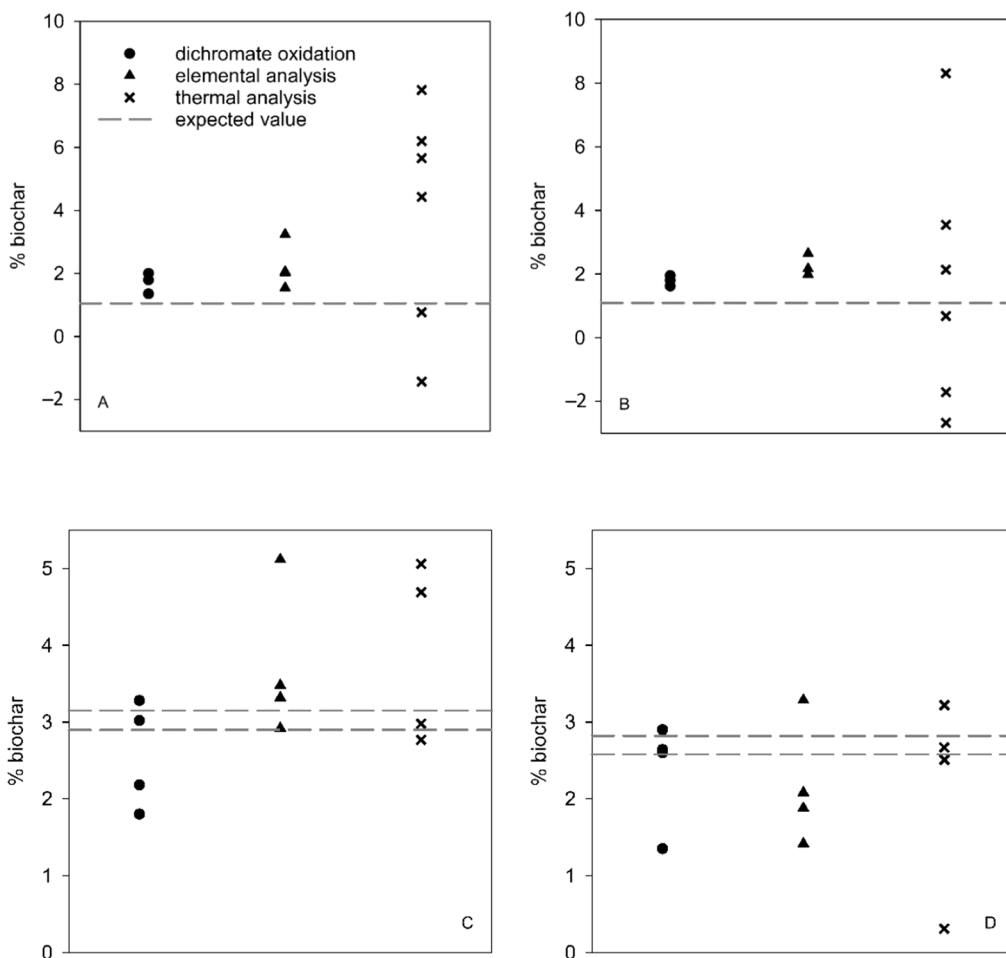 10
8
6
4
2
0
–2
% biochar
dichromate oxidation
elemental analysis
thermal analysis
expected value
A
10
8
6
4
2
0
–2
% biochar
B
5
4
3
2
1
0
% biochar
C
5
4
3
2
1
0
% biochar
D